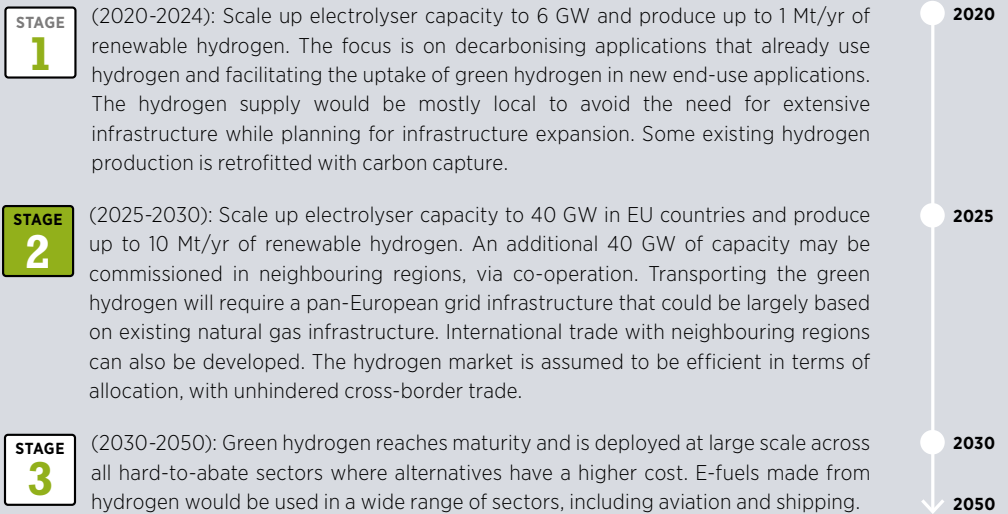 STAGE
1
(2020-2024): Scale up electrolyser capacity to 6 GW and produce up to 1 Mt/yr of
renewable hydrogen. The focus is on decarbonising applications that already use
hydrogen and facilitating the uptake of green hydrogen in new end-use applications.
The hydrogen supply would be mostly local to avoid the need for extensive
infrastructure while planning for infrastructure expansion. Some existing hydrogen
production is retrofitted with carbon capture.
2020
STAGE
2
(2025-2030): Scale up electrolyser capacity to 40 GW in EU countries and produce
up to 10 Mt/yr of renewable hydrogen. An additional 40 GW of capacity may be
commissioned in neighbouring regions, via co-operation. Transporting the green
hydrogen will require a pan-European grid infrastructure that could be largely based
on existing natural gas infrastructure. International trade with neighbouring regions
can also be developed. The hydrogen market is assumed to be efficient in terms of
allocation, with unhindered cross-border trade.
2025
STAGE
3
(2030-2050): Green hydrogen reaches maturity and is deployed at large scale across
all hard-to-abate sectors where alternatives have a higher cost. E-fuels made from
hydrogen would be used in a wide range of sectors, including aviation and shipping.
2030
2050